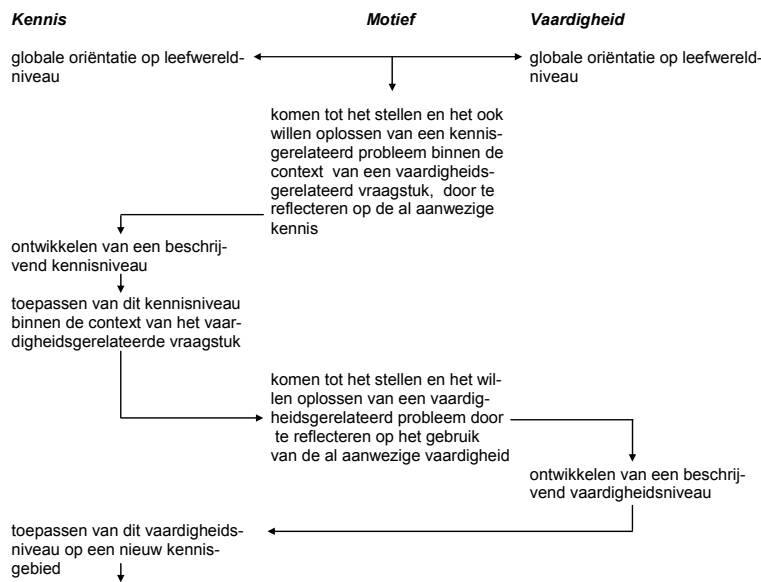 Kennis Motief Vaardigheid
globale oriëntatie op leefwereld-
niveau
globale oriëntatie op leefwereld-
niveau
komen tot het stellen en het ook
willen oplossen van een kennis-
gerelateerd probleem binnen de
context van een vaardigheids-
gerelateerd vraagstuk, door te
reflecteren op de al aanwezige
kennis
ontwikkelen van een beschrij-
vend kennisniveau
toepassen van dit kennisniveau
binnen de context van het vaar-
digheidsgerelateerde vraagstuk
komen tot het stellen en het wil-
len oplossen van een vaardig-
heidsgerelateerd probleem door
te reflecteren op het gebruik
van de al aanwezige vaardigheid
ontwikkelen van een beschrij-
vend vaardigheidsniveau
toepassen van dit vaardigheids-
niveau op een nieuw kennis-
gebied